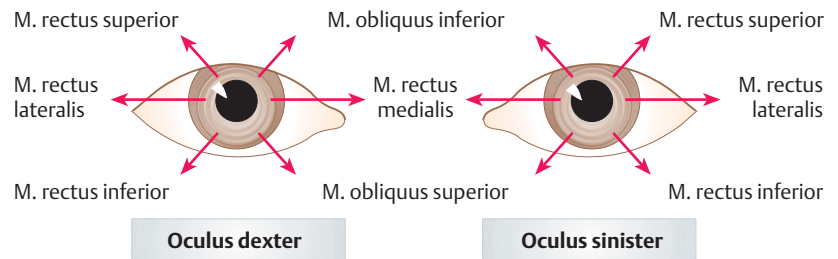 M. rectus superior
M. obliquus inferior
M. rectus superior
M. rectus
lateralis
M. rectus
medialis
M. rectus
lateralis
M. rectus inferior
M. obliquus superior
M. rectus inferior
Oculus dexter
Oculus sinister